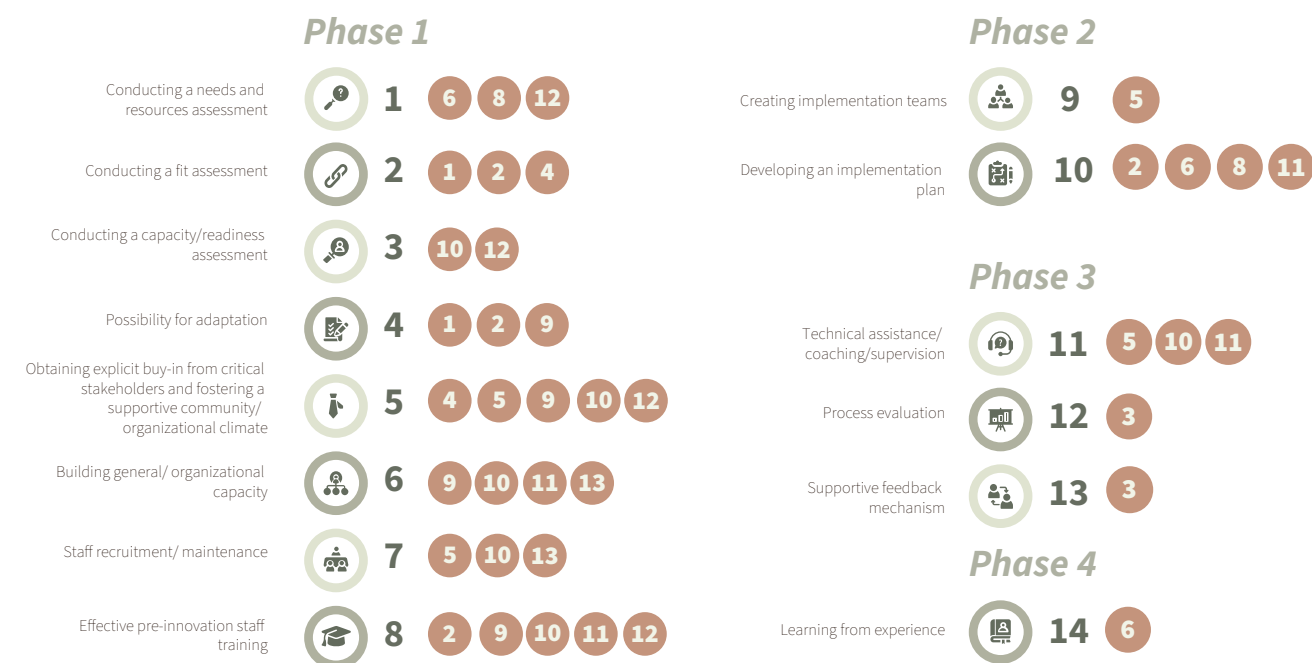 Phase 1
Conducting a needs and
resources assessment
1 6 8 12
Conducting a fit assessment
2 1 2 4
Conducting a capacity/readiness
assessment
3 10 12
Possibility for adaptation
4 1 2 9
Obtaining explicit buy-in from critical
stakeholders and fostering a
supportive community/
organizational climate
5 4 5 9 10 12
Building general/ organizational
capacity
6 9 10 11 13
Staff recruitment/ maintenance
7 5 10 13
Effective pre-innovation staff
training
8 2 9 10 11 12
Phase 2
Creating implementation teams
9 5
Developing an implementation
plan
10 2 6 8 11
Phase 3
Technical assistance/
coaching/supervision
11 5 10 11
Process evaluation
12 3
Supportive feedback
mechanism
13 3
Phase 4
Learning from experience
14 6